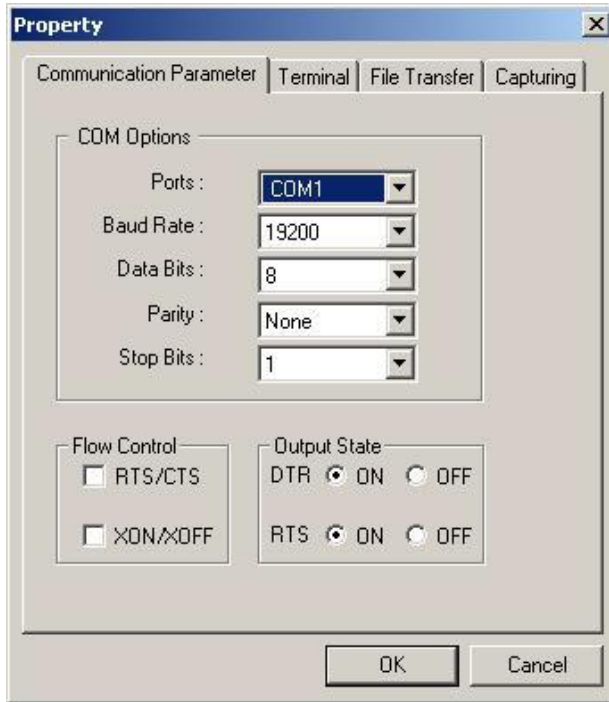 Property
Communication Parameter Terminal File Transfer Capturing
COM Options
Ports : COM1
Baud Rate : 19200
Data Bits : 8
Parity : None
Stop Bits : 1
Flow Control
RTS/CTS
XON/XOFF
Output State
DTR ON OFF
RTS ON OFF
OK Cancel